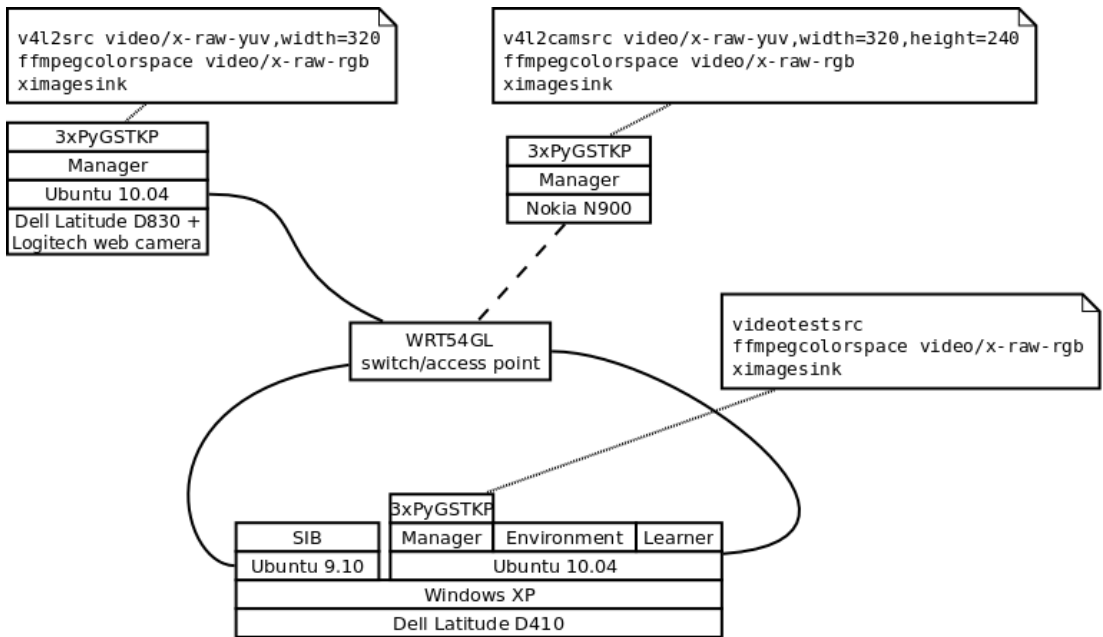 v4l2src video/x-raw-yuv,width=320
ffmpegcolorspace video/x-raw-rgb
ximagesink
v4l2camsrc video/x-raw-yuv,width=320,height=240
ffmpegcolorspace video/x-raw-rgb
ximagesink
3xPyGSTKP
Manager
Ubuntu 10.04
Dell Latitude D830 +
Logitech web camera
3xPyGSTKP
Manager
Nokia N900
WRT54GL
switch/access point
videotestsrc
ffmpegcolorspace video/x-raw-rgb
ximagesink
3xPyGSTKP
SIB
Manager
Environment
Learner
Ubuntu 9.10
Ubuntu 10.04
Windows XP
Dell Latitude D410